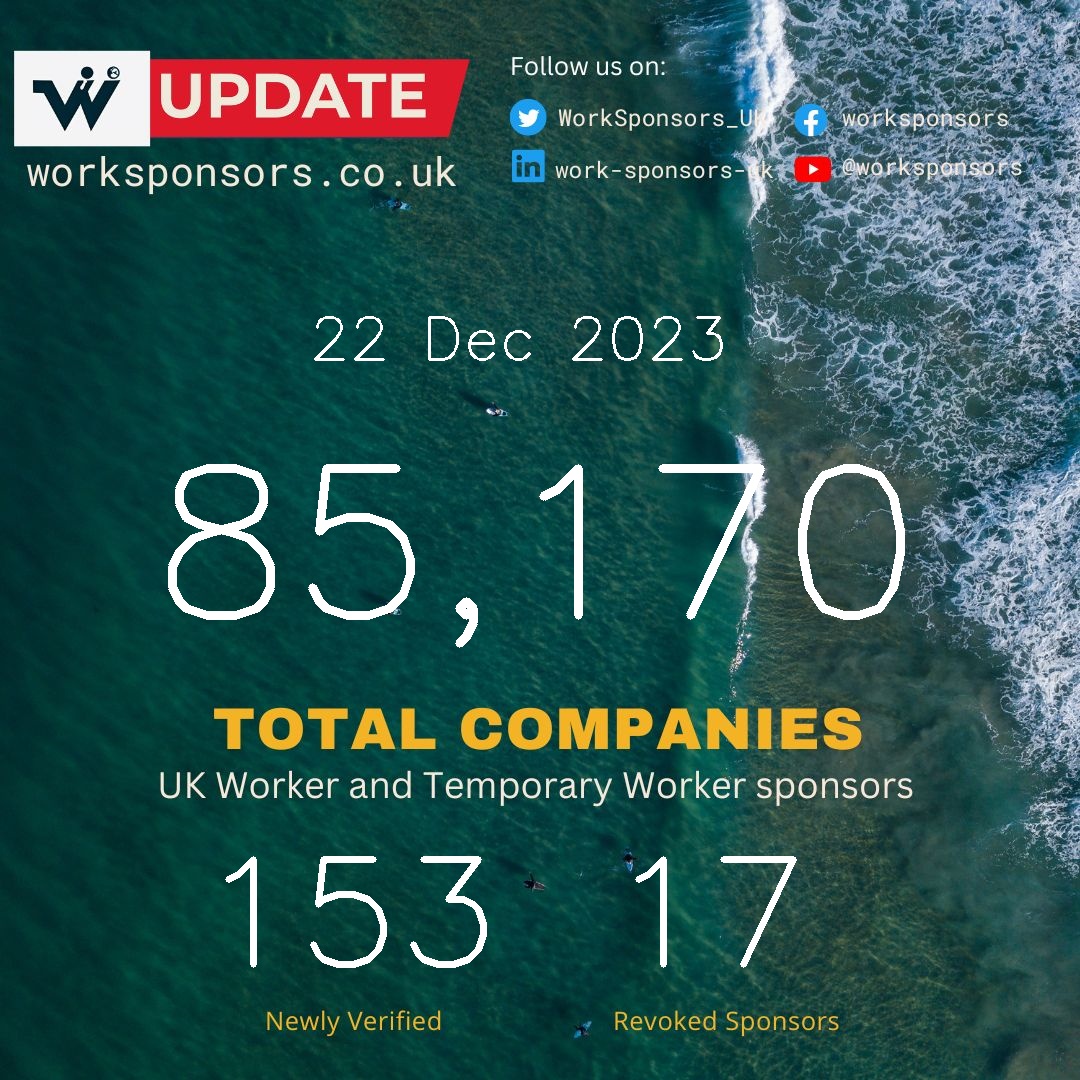 UPDATE
worksponsors.co.uk
Follow us on:
WorkSponsors_UK
worksponsors
work-sponsors-uk
@worksponsors
22 Dec 2023
85,170
TOTAL COMPANIES
UK Worker and Temporary Worker sponsors
153 17
Newly Verified Revoked Sponsors